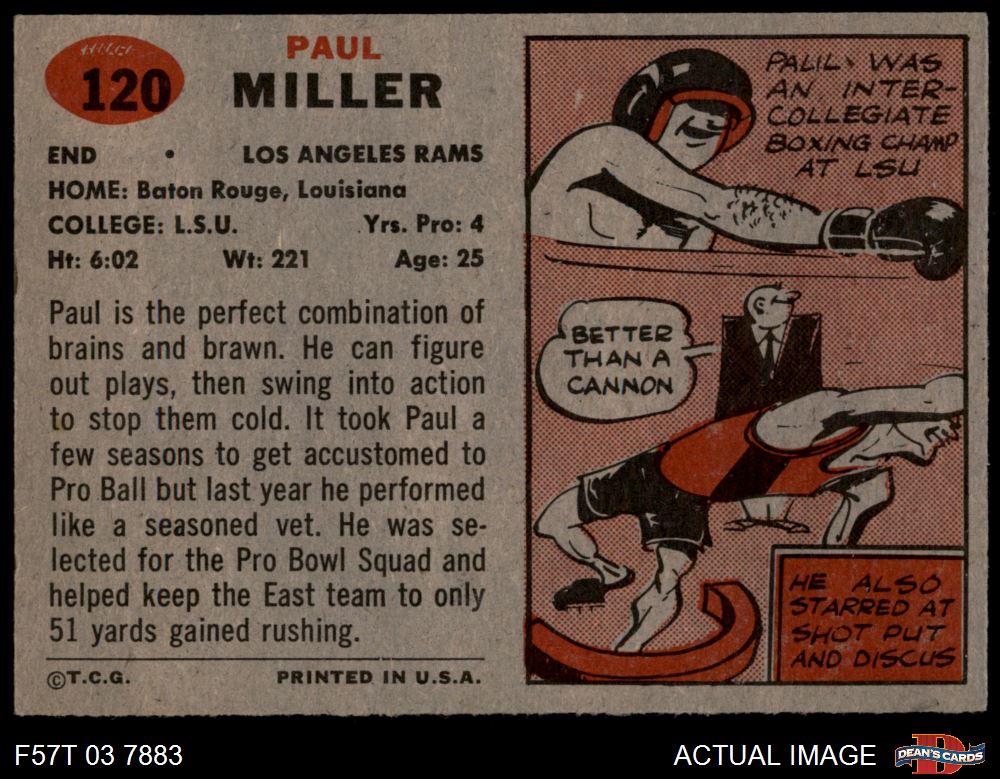 120
PAUL
MILLER
END • LOS ANGELES RAMS
HOME: Baton Rouge, Louisiana
COLLEGE: L.S.U. Yrs. Pro: 4
Ht: 6:02 Wt: 221 Age: 25
Paul is the perfect combination of
brains and brawn. He can figure
out plays, then swing into action
to stop them cold. It took Paul a
few seasons to get accustomed to
Pro Ball but last year he performed
like a seasoned vet. He was se-
lected for the Pro Bowl Squad and
helped keep the East team to only
51 yards gained rushing.
©T.C.G. PRINTED IN U.S.A.
PAUL WAS
AN INTER-
COLLEGIATE
BOXING CHAMP
AT LSU
BETTER
THAN A
CANNON
HE ALSO
STARRED AT
SHOT PUT
AND DISCUS
F57T 03 7883 ACTUAL IMAGE DEAN'S CARDS